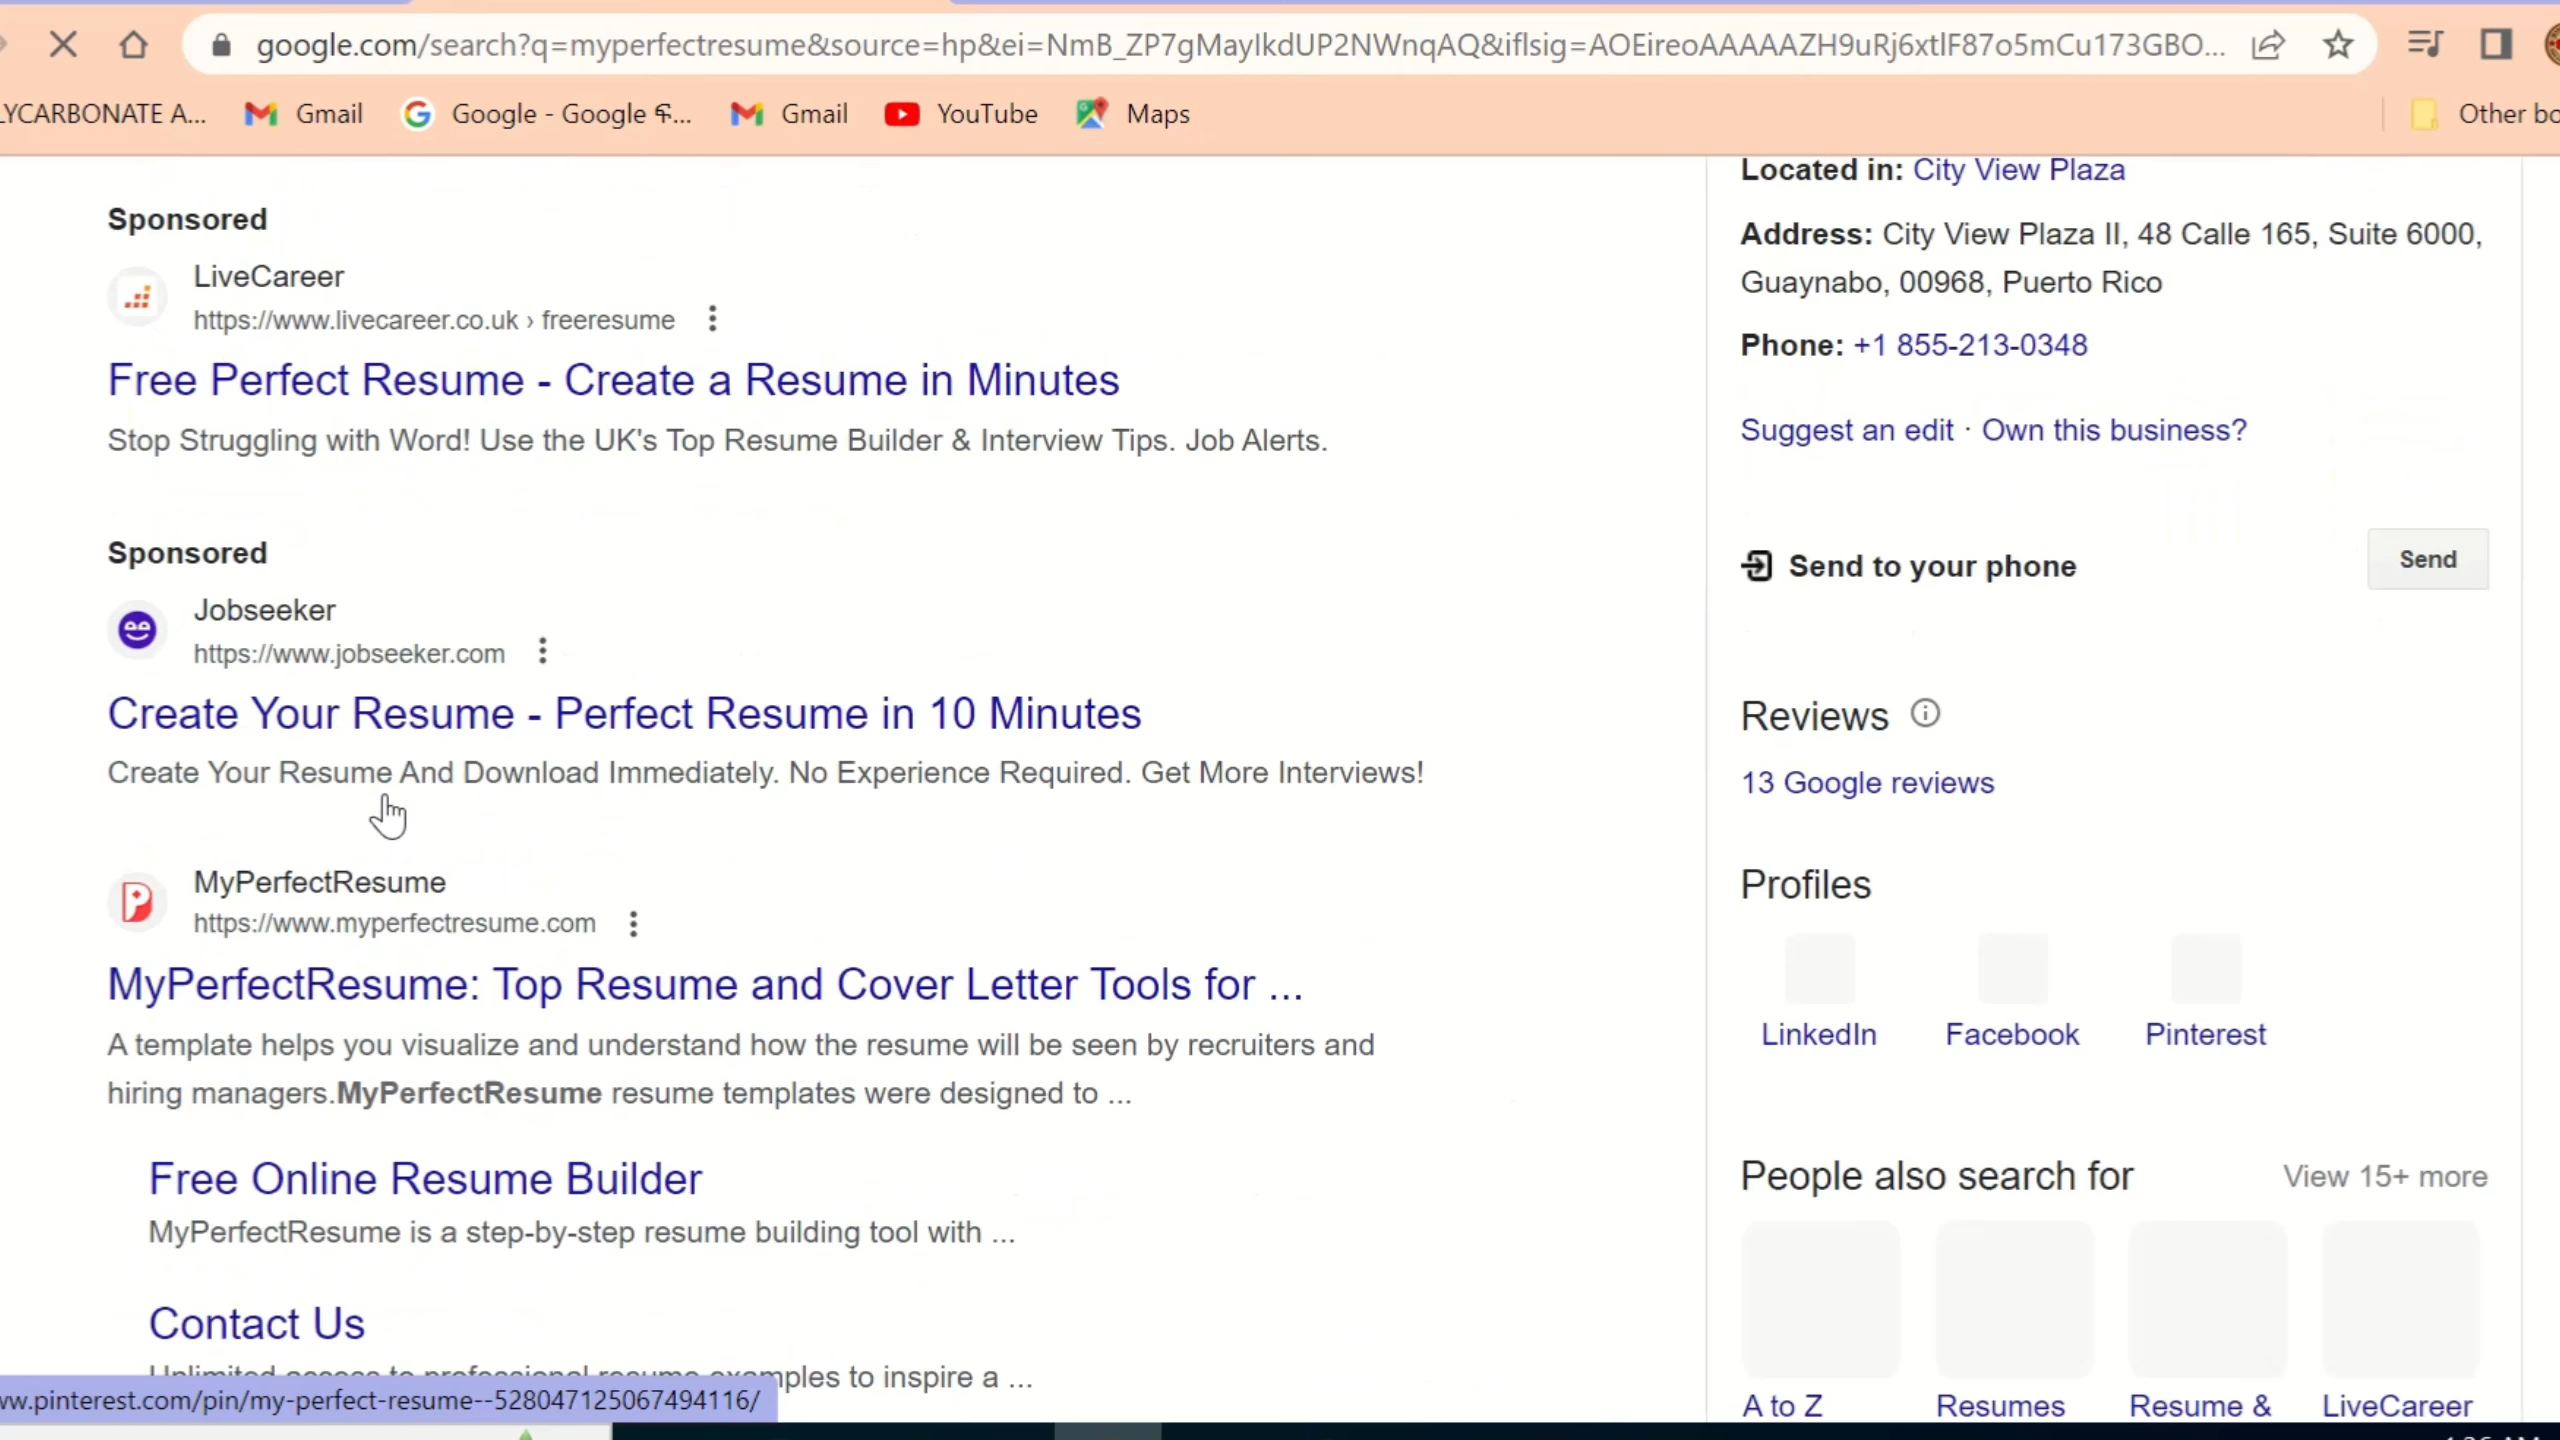 google.com/search?q=myperfectresume&source=hp&ei=NmB_ZP7gMayIkdUP2NWnqAQ&iflsig=AOEireoAAAAAZH9uRj6xtlF87o5mCu173GBO...
LYCARBONATE A...
Gmail
Google - Google
Gmail
YouTube
Maps
Other bo
Sponsored
LiveCareer
https://www.livecareer.co.uk › freeresume
Free Perfect Resume - Create a Resume in Minutes
Stop Struggling with Word! Use the UK's Top Resume Builder & Interview Tips. Job Alerts.
Sponsored
Jobseeker
https://www.jobseeker.com
Create Your Resume - Perfect Resume in 10 Minutes
Create Your Resume And Download Immediately. No Experience Required. Get More Interviews!
MyPerfectResume
https://www.myperfectresume.com
MyPerfectResume: Top Resume and Cover Letter Tools for ...
A template helps you visualize and understand how the resume will be seen by recruiters and
hiring managers.MyPerfectResume resume templates were designed to ...
Free Online Resume Builder
MyPerfectResume is a step-by-step resume building tool with ...
Contact Us
Unlimited access to professional resume examples to inspire a ...
ww.pinterest.com/pin/my-perfect-resume--528047125067494116/
Located in: City View Plaza
Address: City View Plaza II, 48 Calle 165, Suite 6000,
Guaynabo, 00968, Puerto Rico
Phone: +1 855-213-0348
Suggest an edit · Own this business?
Send to your phone
Send
Reviews
13 Google reviews
Profiles
LinkedIn
Facebook
Pinterest
People also search for
View 15+ more
A to Z
Resumes
Resume &
LiveCareer